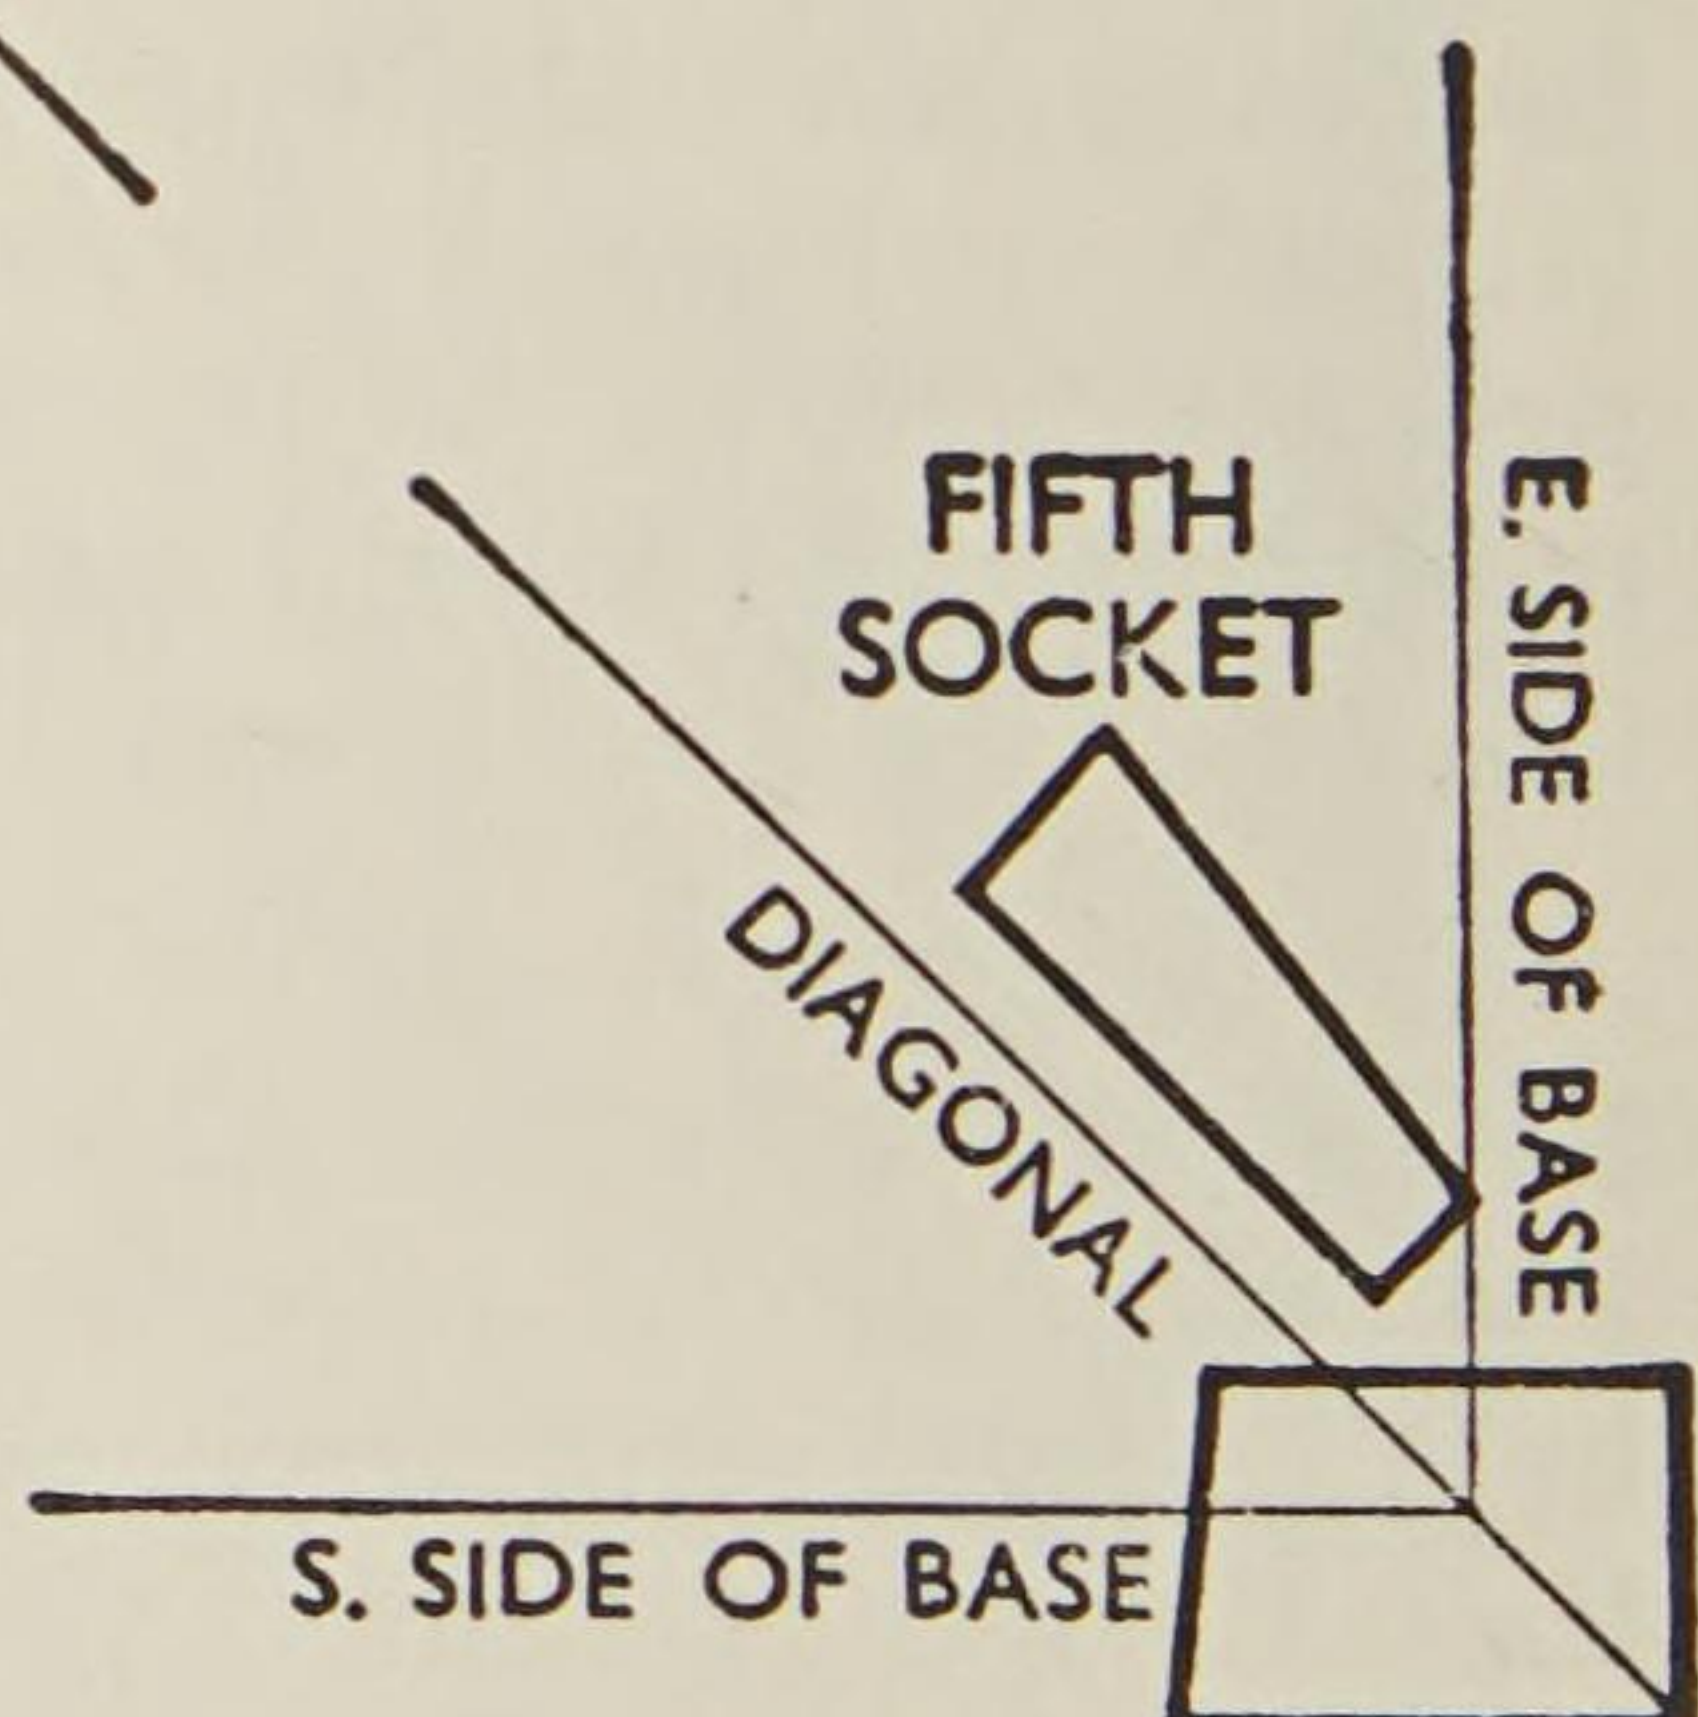 FIFTH
SOCKET
E. SIDE OF BASE
DIAGONAL
S. SIDE OF BASE